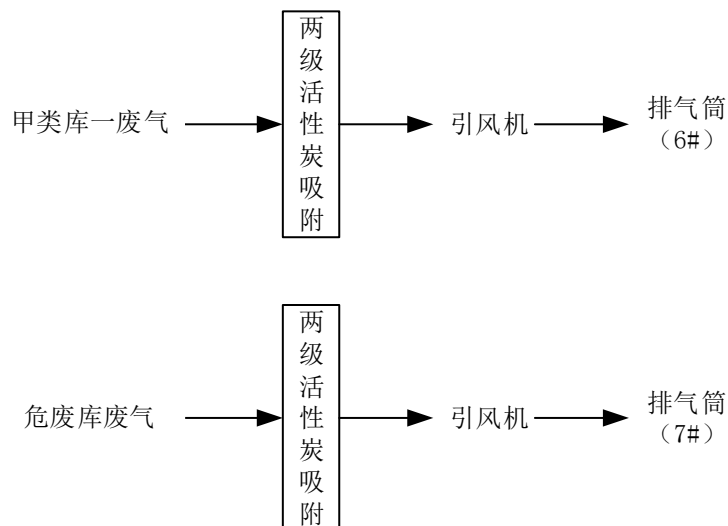 甲类库一废气
两级活性炭吸附
引风机
排气筒
（6#）
危废库废气
两级活性炭吸附
引风机
排气筒
（7#）